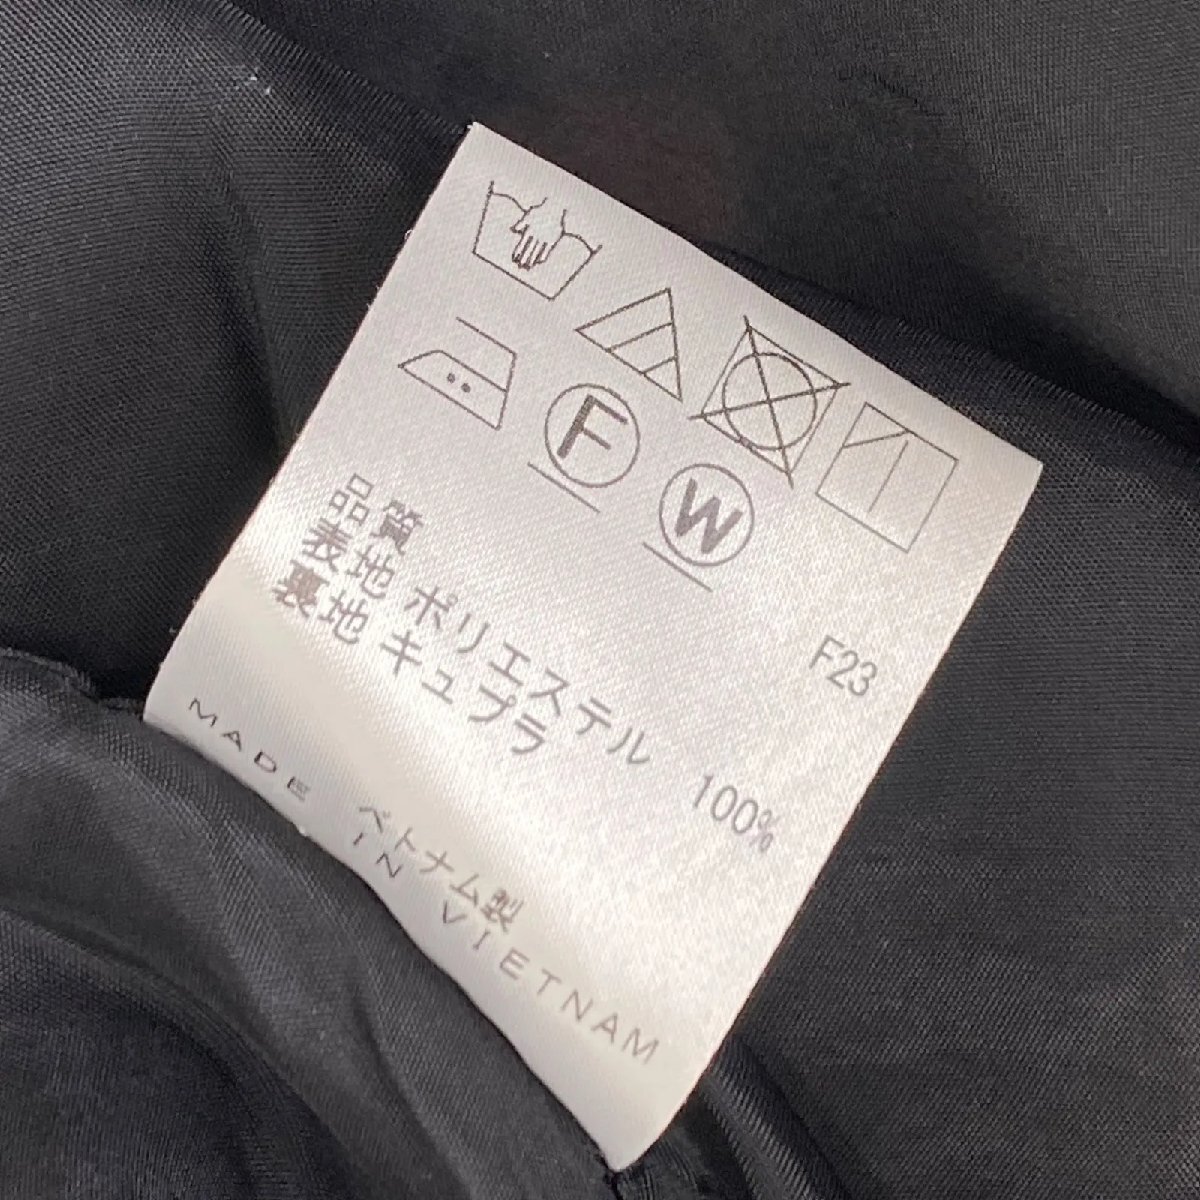 F
W
F23
品質
表地 ポリエステル 100%
裏地 キュプラ
ベトナム製
MADE IN VIETNAM